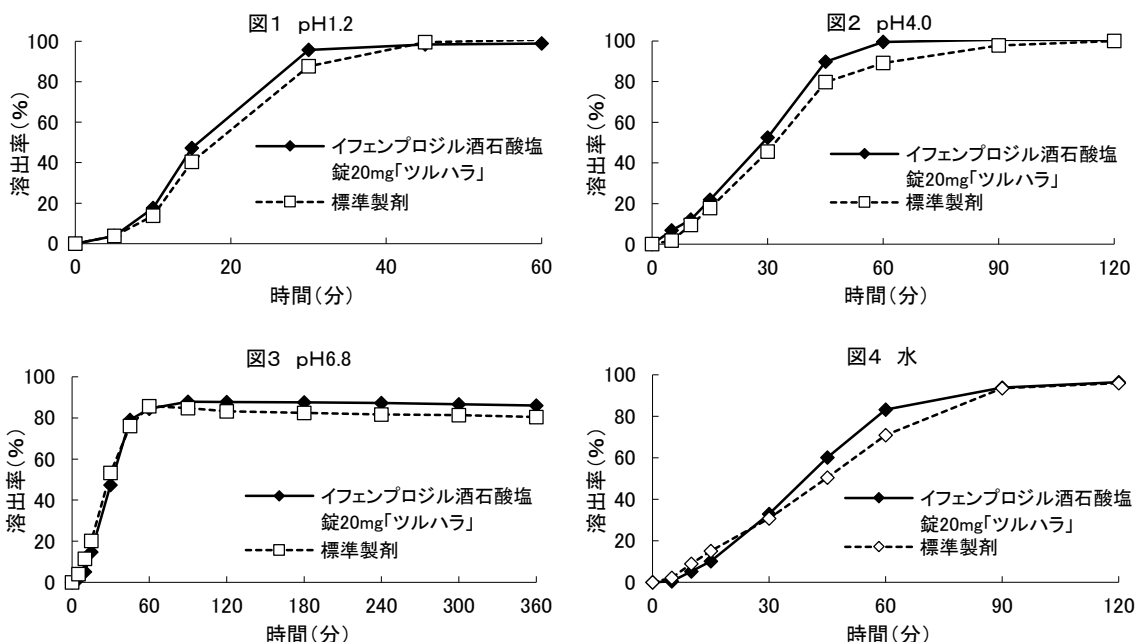 図1　pH1.2
溶出率(%)
100
80
60
40
20
0
0 20 40 60
時間(分)
イフェンプロジル酒石酸塩
錠20mg「ツルハラ」
標準製剤
図2　pH4.0
溶出率(%)
100
80
60
40
20
0
0 30 60 90 120
時間(分)
イフェンプロジル酒石酸塩
錠20mg「ツルハラ」
標準製剤
図3　pH6.8
溶出率(%)
100
80
60
40
20
0
0 60 120 180 240 300 360
時間(分)
イフェンプロジル酒石酸塩
錠20mg「ツルハラ」
標準製剤
図4　水
溶出率(%)
100
80
60
40
20
0
0 30 60 90 120
時間(分)
イフェンプロジル酒石酸塩
錠20mg「ツルハラ」
標準製剤